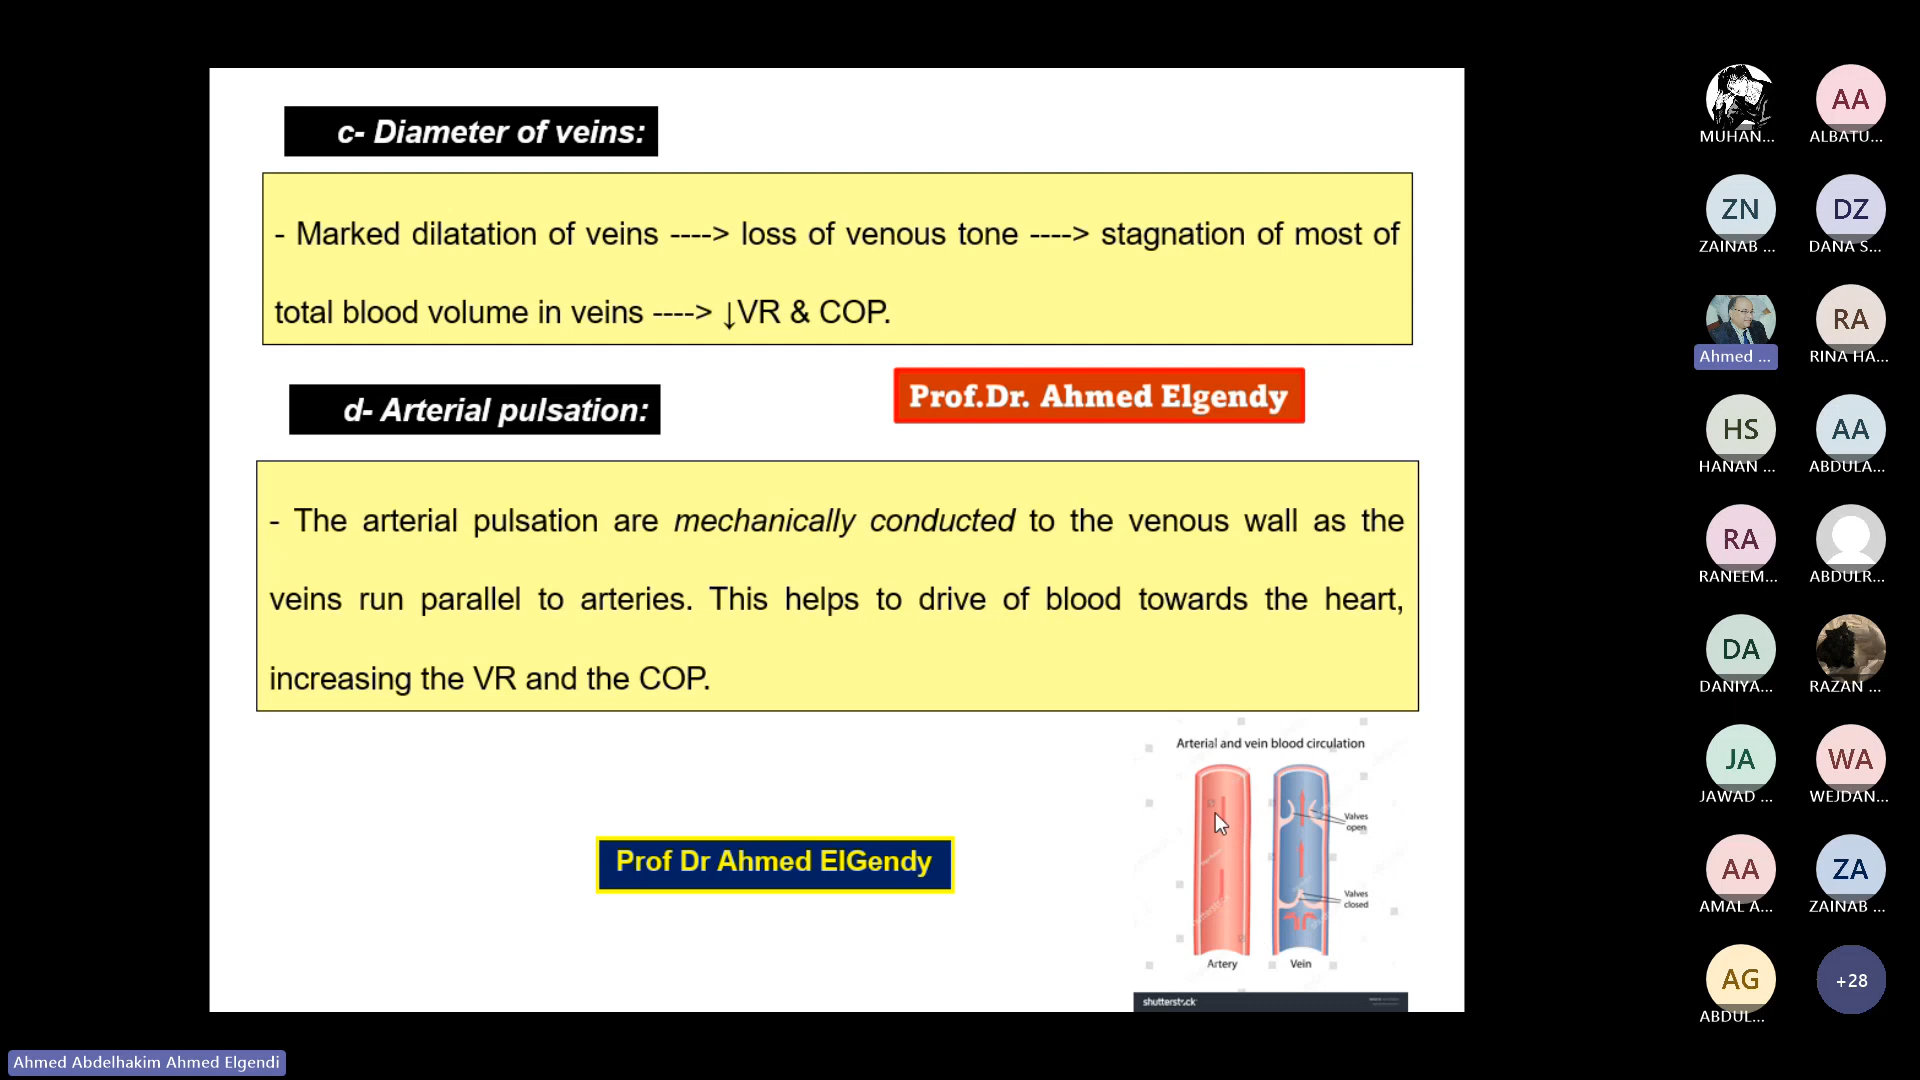 c- Diameter of veins:
- Marked dilatation of veins ----> loss of venous tone ----> stagnation of most of
total blood volume in veins ----> ↓VR & COP.
d- Arterial pulsation:
Prof.Dr. Ahmed Elgendy
- The arterial pulsation are mechanically conducted to the venous wall as the
veins run parallel to arteries. This helps to drive of blood towards the heart,
increasing the VR and the COP.
Arterial and vein blood circulation
Valves
open
Valves
closed
Artery
Vein
shutterstock
Prof Dr Ahmed ElGendy
Ahmed Abdelhakim Ahmed Elgendi
MUHAN...
AA
ALBATU...
ZN
ZAINAB ...
DZ
DANA S...
Ahmed ...
RA
RINA HA...
HS
HANAN ...
AA
ABDULA...
RA
RANEEM...
ABDULR...
DA
DANIYA...
RAZAN ...
JA
JAWAD ...
WA
WEJDAN...
AA
AMAL A...
ZA
ZAINAB ...
AG
ABDUL...
+28